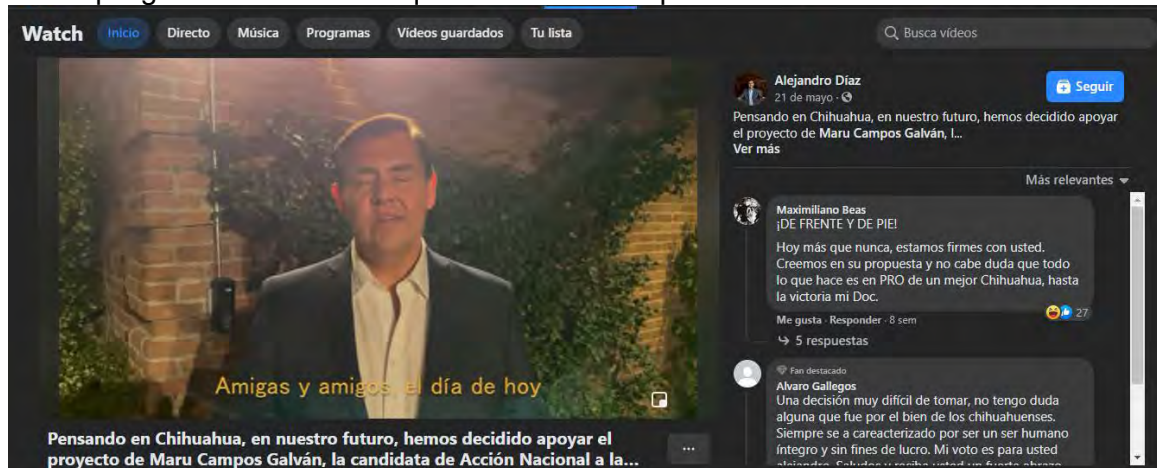 Watch Inicio Directo Música Programas Vídeos guardados Tu lista
Busca vídeos
Amigas y amigos, el día de hoy
Pensando en Chihuahua, en nuestro futuro, hemos decidido apoyar el
proyecto de Maru Campos Galván, la candidata de Acción Nacional a la...
Alejandro Díaz
21 de mayo ·
Seguir
Pensando en Chihuahua, en nuestro futuro, hemos decidido apoyar
el proyecto de Maru Campos Galván, l...
Ver más
Más relevantes
Maximiliano Beas
¡DE FRENTE Y DE PIE!
Hoy más que nunca, estamos firmes con usted.
Creemos en su propuesta y no cabe duda que todo
lo que hace es en PRO de un mejor Chihuahua, hasta
la victoria mi Doc.
27
Me gusta · Responder · 8 sem
5 respuestas
Fan destacado
Alvaro Gallegos
Una decisión muy difícil de tomar, no tengo duda
alguna que fue por el bien de los chihuahuenses.
Siempre se a careacterizado por ser un ser humano
íntegro y sin fines de lucro. Mi voto es para usted